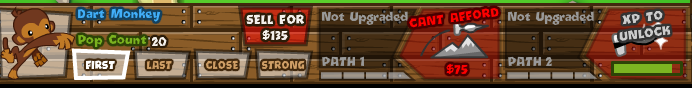 Dart Monkey
Pop Count 20
FIRST LAST CLOSE STRONG
SELL FOR
$135
Not Upgraded
PATH 1
CANT AFFORD
$75
Not Upgraded
PATH 2
XP TO
UNLOCK